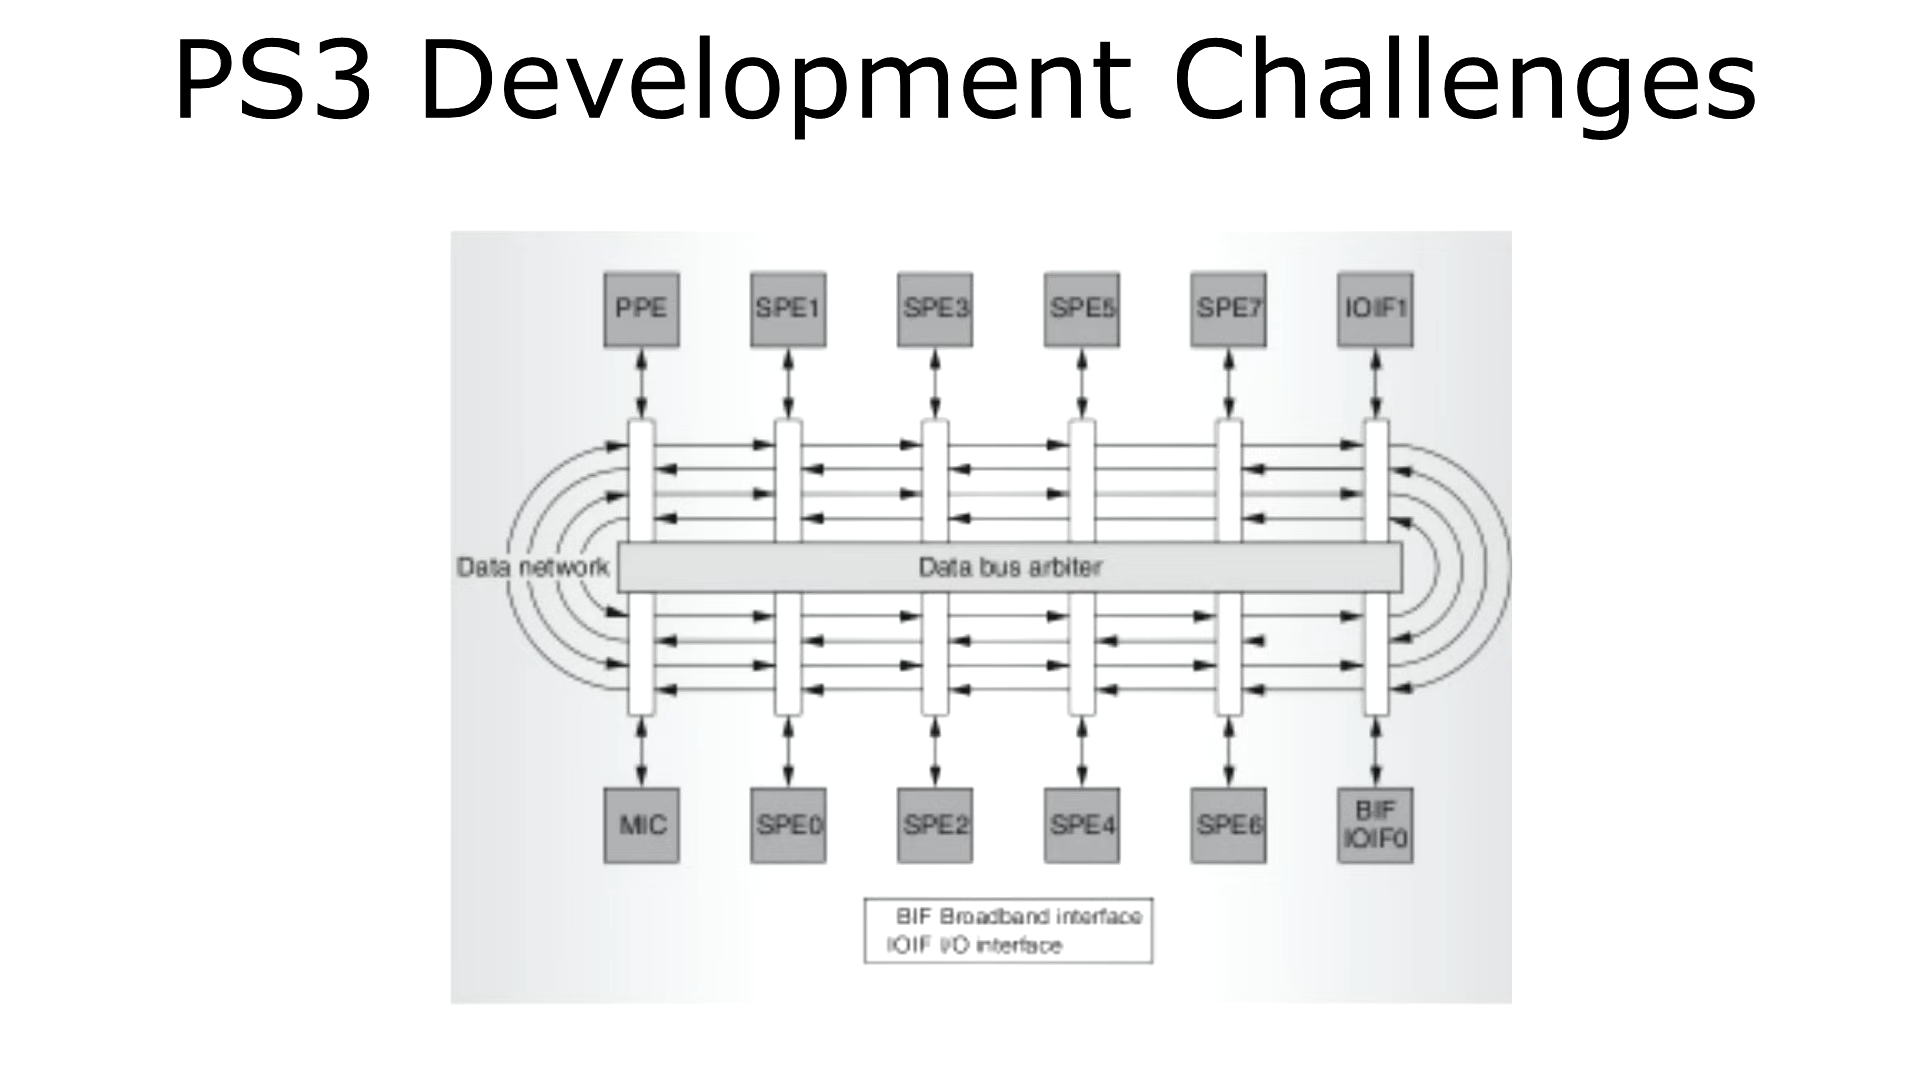 PS3 Development Challenges
PPE SPE1 SPE3 SPE5 SPE7 IOIF1
Data network Data bus arbiter
MIC SPE0 SPE2 SPE4 SPE6 BIF
IOIF0
BIF Broadband interface
IOIF I/O interface